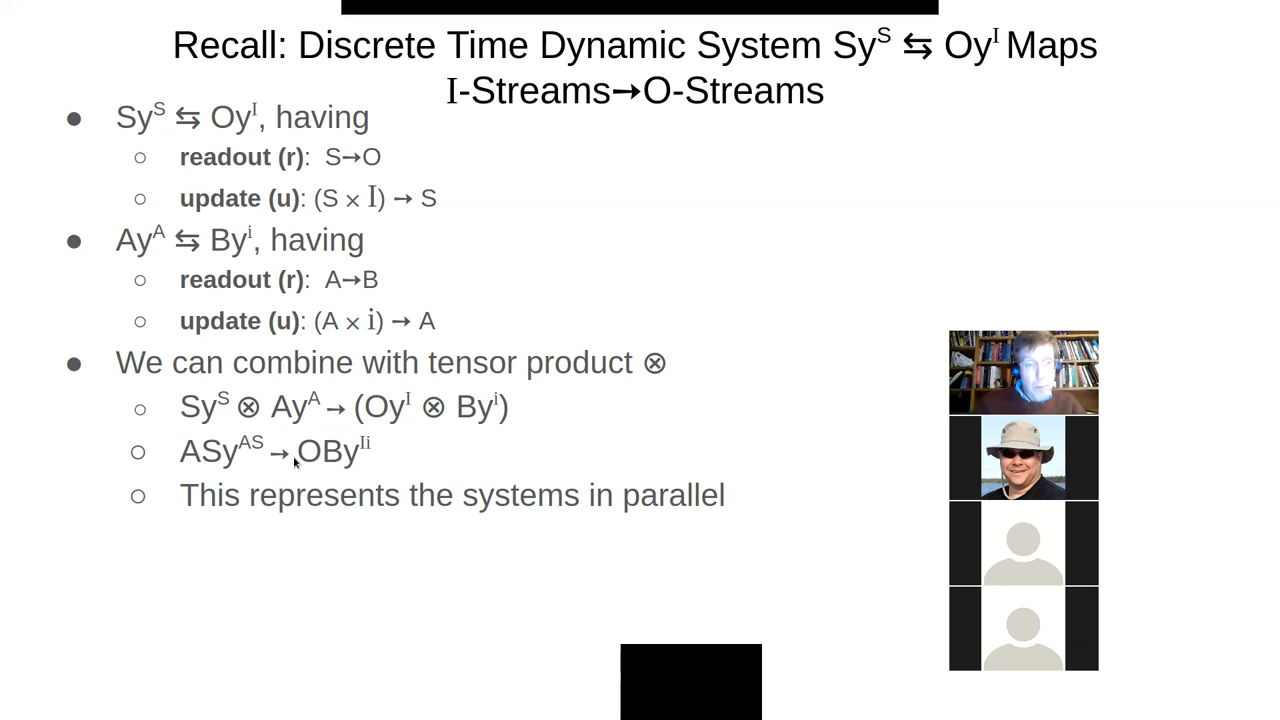 Recall: Discrete Time Dynamic System Sy^S ⇆ Oy^I Maps
I-Streams→O-Streams
● Sy^S ⇆ Oy^I, having
○ readout (r): S→O
○ update (u): (S × I) → S
● Ay^A ⇆ By^i, having
○ readout (r): A→B
○ update (u): (A × i) → A
● We can combine with tensor product ⊗
○ Sy^S ⊗ Ay^A → (Oy^I ⊗ By^i)
○ ASy^AS → OBy^Ii
○ This represents the systems in parallel